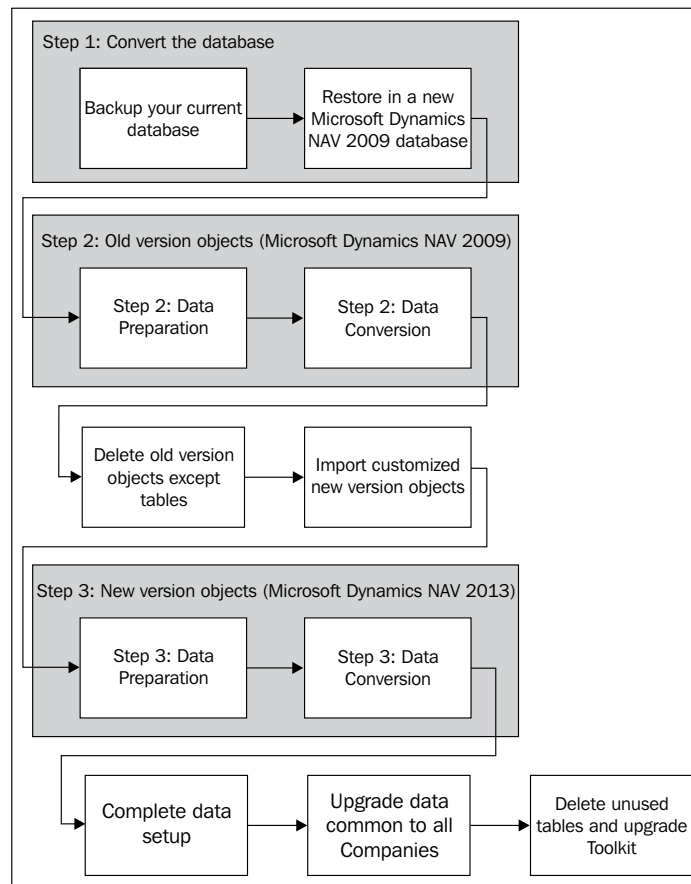 Step 1: Convert the database
Backup your current
database
Restore in a new
Microsoft Dynamics
NAV 2009 database
Step 2: Old version objects (Microsoft Dynamics NAV 2009)
Step 2: Data
Preparation
Step 2: Data
Conversion
Delete old version
objects except
tables
Import customized
new version objects
Step 3: New version objects (Microsoft Dynamics NAV 2013)
Step 3: Data
Preparation
Step 3: Data
Conversion
Complete data
setup
Upgrade data
common to all
Companies
Delete unused
tables and upgrade
Toolkit